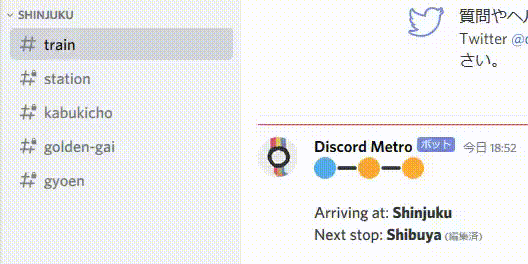 SHINJUKU
train
station
kabukicho
golden-gai
gyoen
質問やヘ
Twitter
さい。
Discord Metro ボット 今日 18:52
Arriving at: Shinjuku
Next stop: Shibuya (編集済)